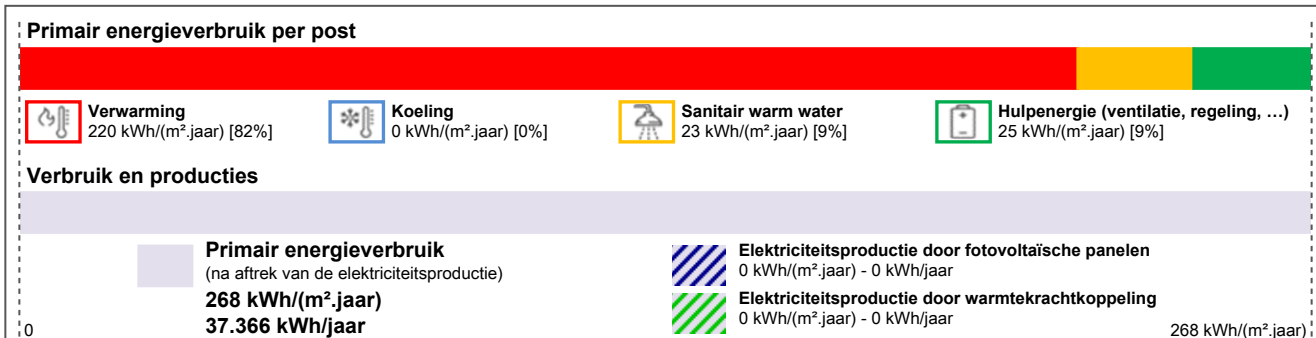 Primair energieverbruik per post
Verwarming
220 kWh/(m².jaar) [82%]
Koeling
0 kWh/(m².jaar) [0%]
Sanitair warm water
23 kWh/(m².jaar) [9%]
Hulpenergie (ventilatie, regeling, …)
25 kWh/(m².jaar) [9%]
Verbruik en producties
Primair energieverbruik
(na aftrek van de elektriciteitsproductie)
268 kWh/(m².jaar)
37.366 kWh/jaar
Elektriciteitsproductie door fotovoltaïsche panelen
0 kWh/(m².jaar) - 0 kWh/jaar
Elektriciteitsproductie door warmtekrachtkoppeling
0 kWh/(m².jaar) - 0 kWh/jaar
0
268 kWh/(m².jaar)